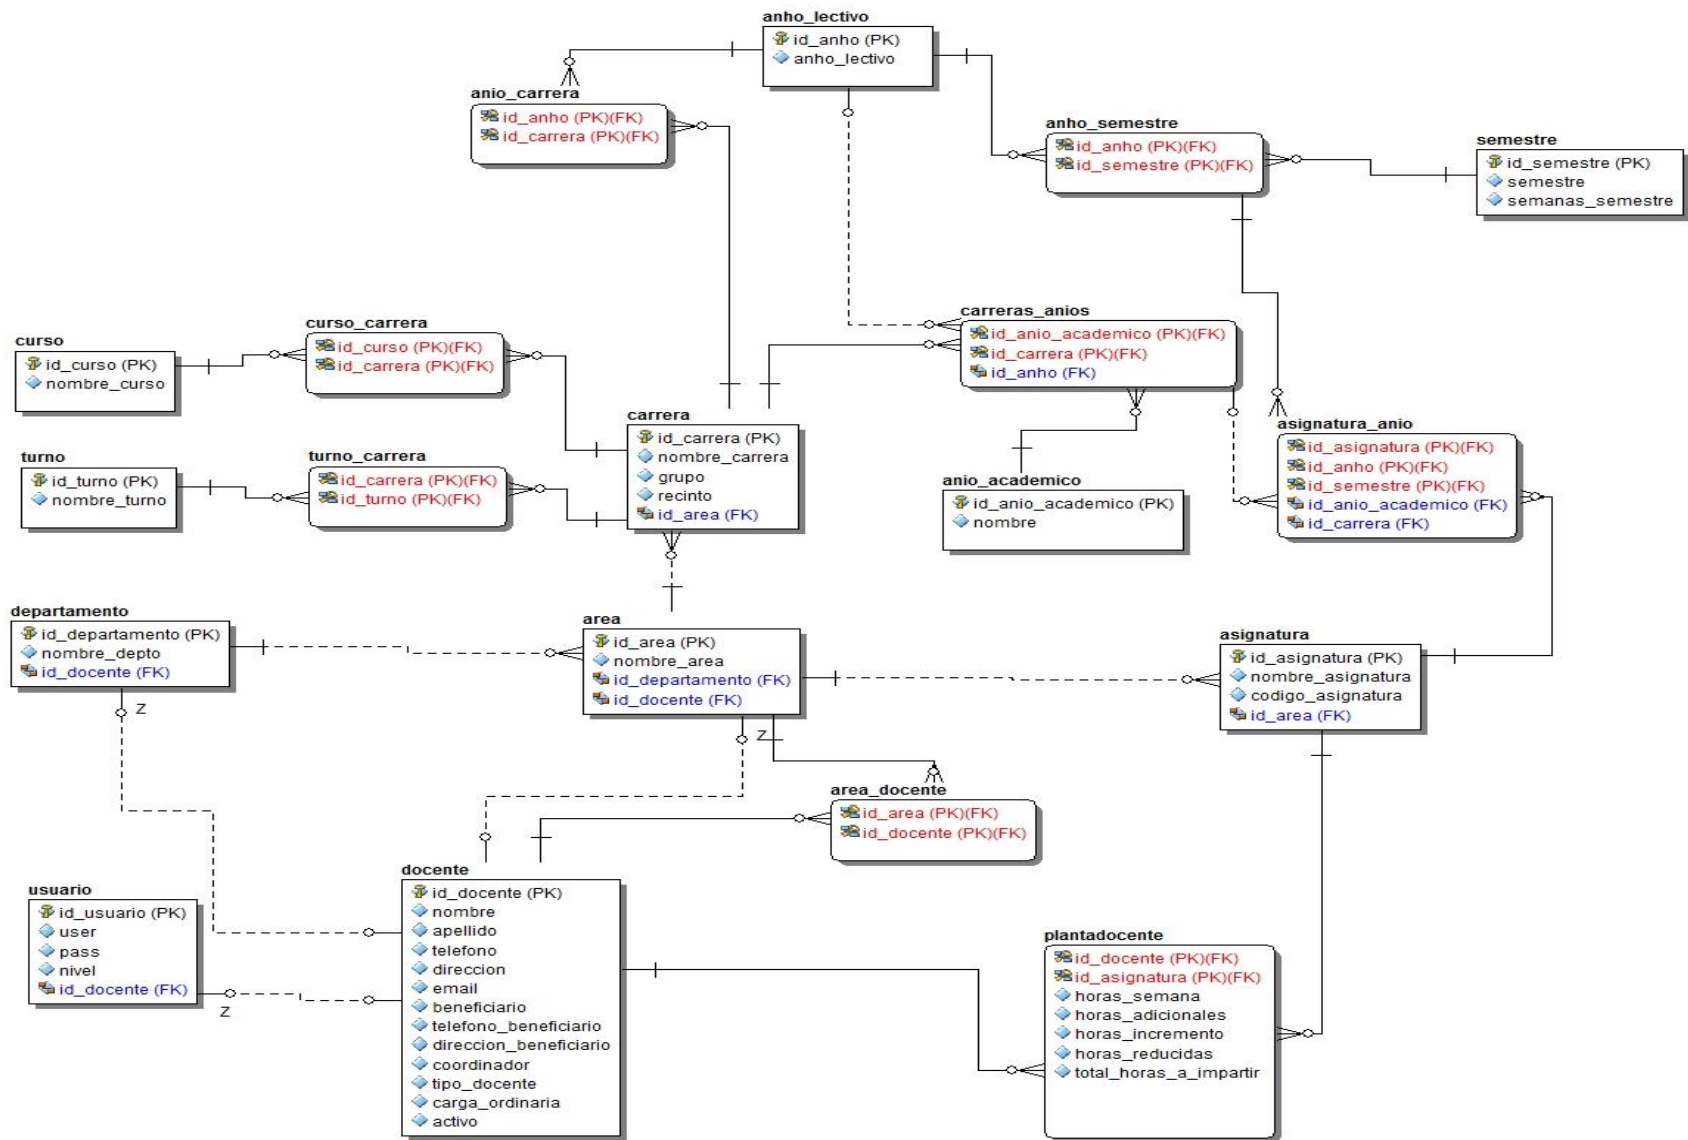 anho_lectivo
id_anho (PK)
anho_lectivo
anio_carrera
id_anho (PK)(FK)
id_carrera (PK)(FK)
anho_semestre
id_anho (PK)(FK)
id_semestre (PK)(FK)
semestre
id_semestre (PK)
semestre
semanas_semestre
curso
id_curso (PK)
nombre_curso
curso_carrera
id_curso (PK)(FK)
id_carrera (PK)(FK)
carreras_anios
id_anio_academico (PK)(FK)
id_carrera (PK)(FK)
id_anho (FK)
turno
id_turno (PK)
nombre_turno
turno_carrera
id_carrera (PK)(FK)
id_turno (PK)(FK)
carrera
id_carrera (PK)
nombre_carrera
grupo
recinto
id_area (FK)
anio_academico
id_anio_academico (PK)
nombre
asignatura_anio
id_asignatura (PK)(FK)
id_anho (PK)(FK)
id_semestre (PK)(FK)
id_anio_academico (FK)
id_carrera (FK)
departamento
id_departamento (PK)
nombre_depto
id_docente (FK)
Z
area
id_area (PK)
nombre_area
id_departamento (FK)
id_docente (FK)
Z
asignatura
id_asignatura (PK)
nombre_asignatura
codigo_asignatura
id_area (FK)
area_docente
id_area (PK)(FK)
id_docente (PK)(FK)
usuario
id_usuario (PK)
user
pass
nivel
id_docente (FK)
Z
docente
id_docente (PK)
nombre
apellido
telefono
direccion
email
beneficiario
telefono_beneficiario
direccion_beneficiario
coordinador
tipo_docente
carga_ordinaria
activo
plantadocente
id_docente (PK)(FK)
id_asignatura (PK)(FK)
horas_semana
horas_adicionales
horas_incremento
horas_reducidas
total_horas_a_impartir